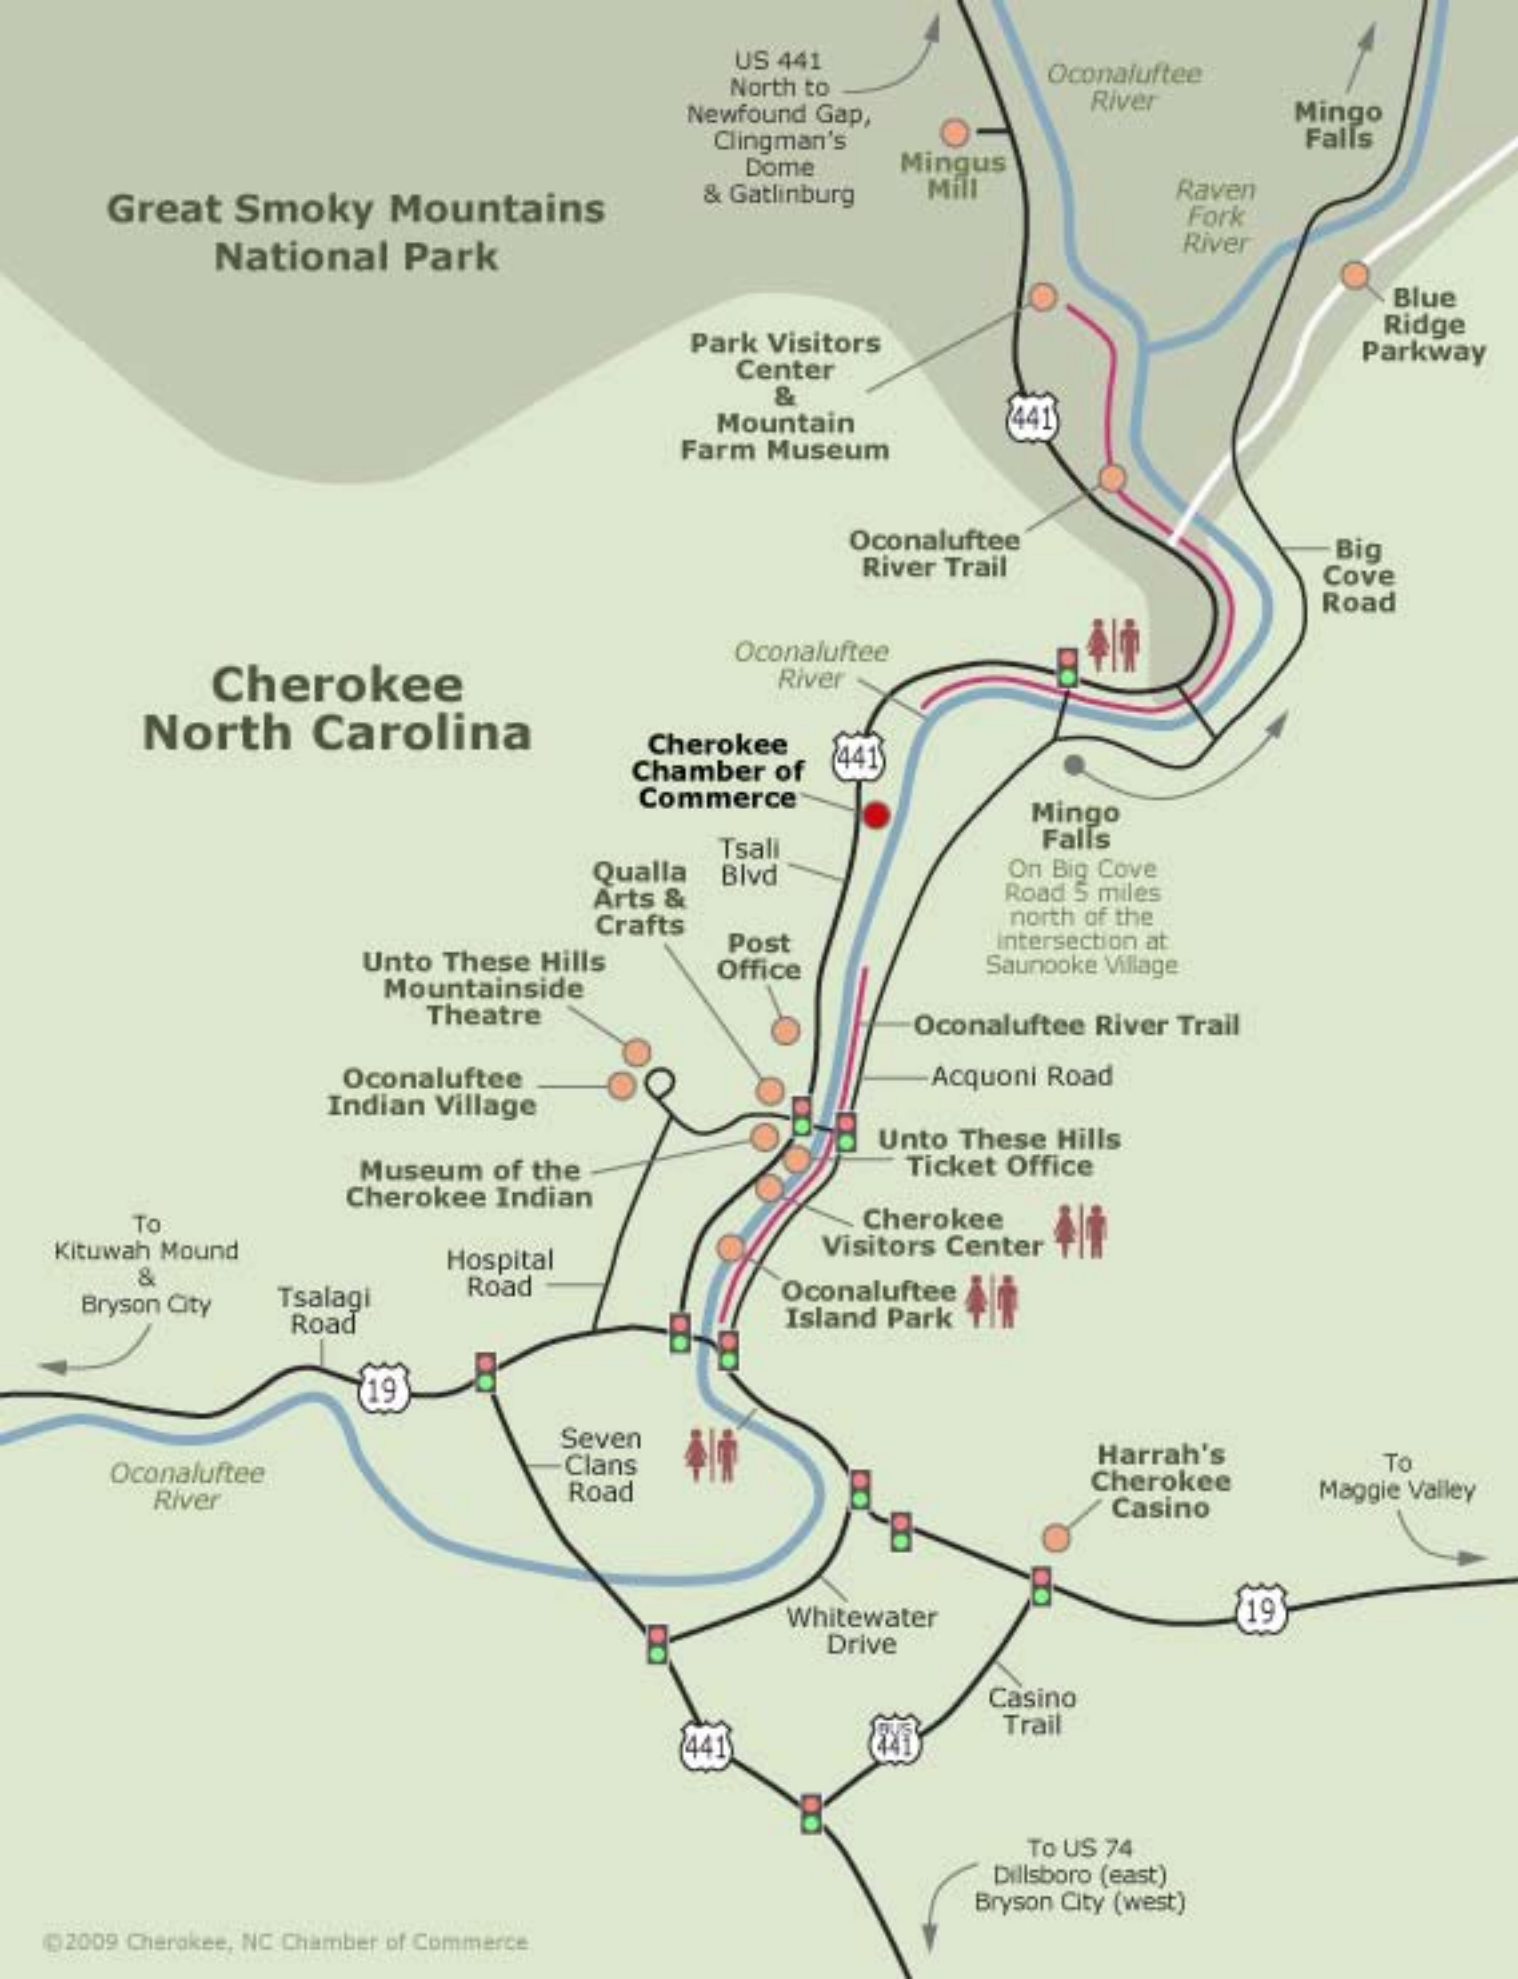 US 441
North to
Newfound Gap,
Clingman's
Dome
& Gatlinburg
Oconaluftee
River
Mingo
Falls
Mingus
Mill
Raven
Fork
River
Great Smoky Mountains
National Park
Blue
Ridge
Parkway
Park Visitors
Center
&
Mountain
Farm Museum
441
Oconaluftee
River Trail
Big
Cove
Road
Oconaluftee
River
Cherokee
North Carolina
Cherokee
Chamber of
Commerce
441
Mingo
Falls
On Big Cove
Road 5 miles
north of the
intersection at
Saunooke Village
Tsali
Blvd
Qualla
Arts &
Crafts
Post
Office
Unto These Hills
Mountainside
Theatre
Oconaluftee River Trail
Oconaluftee
Indian Village
Acquoni Road
Unto These Hills
Ticket Office
Museum of the
Cherokee Indian
Cherokee
Visitors Center
To
Kituwah Mound
&
Bryson City
Hospital
Road
Oconaluftee
Island Park
Tsalagi
Road
19
Seven
Clans
Road
Oconaluftee
River
Harrah's
Cherokee
Casino
To
Maggie Valley
Whitewater
Drive
19
Casino
Trail
441
BUS
441
To US 74
Dillsboro (east)
Bryson City (west)
©2009 Cherokee, NC Chamber of Commerce